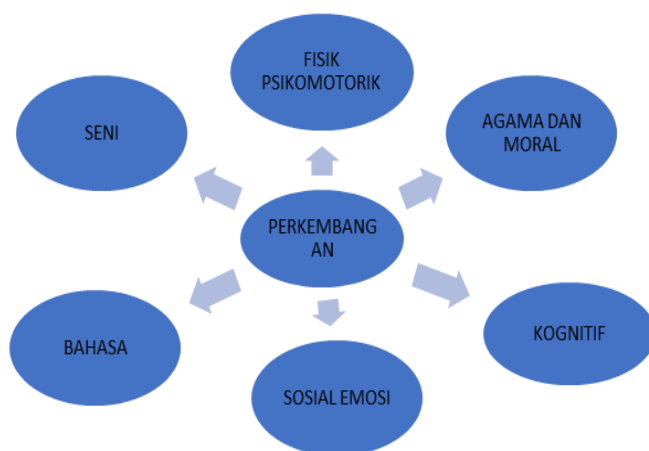 FISIK
PSIKOMOTORIK
SENI
AGAMA DAN
MORAL
PERKEMBANG
AN
BAHASA
KOGNITIF
SOSIAL EMOSI